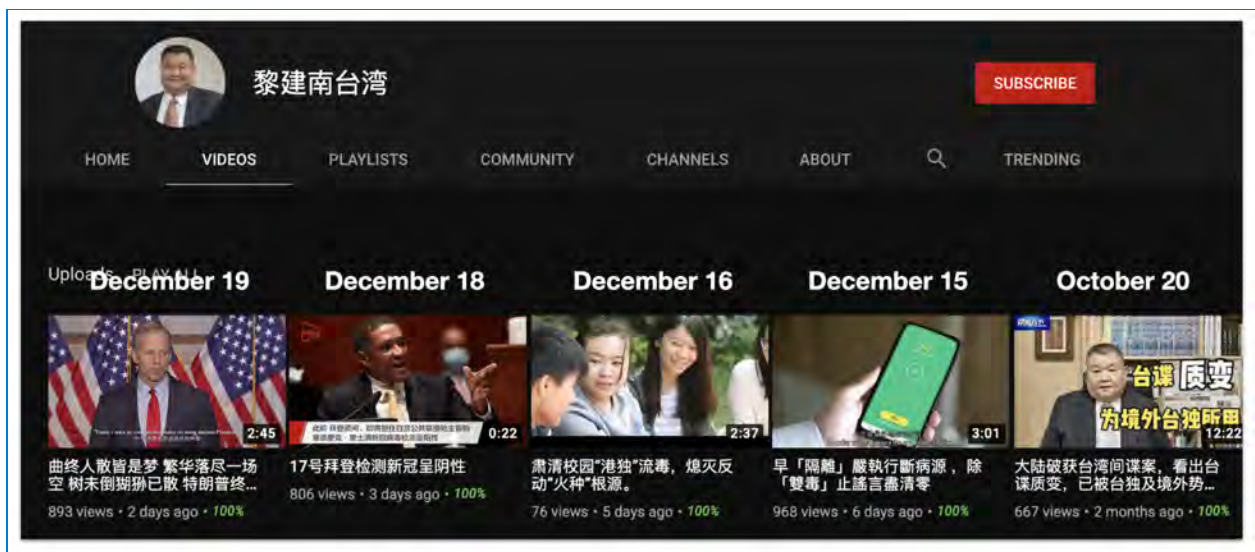 黎建南台湾
SUBSCRIBE
HOME VIDEOS PLAYLISTS COMMUNITY CHANNELS ABOUT TRENDING
Uploads PLAY ALL
December 19 December 18 December 16 December 15 October 20
台谍 质变
为境外台独所用
2:45 0:22 2:37 3:01 12:22
曲终人散皆是梦 繁华落尽一场
空 树未倒猢狲已散 特朗普终...
893 views • 2 days ago • 100%
17号拜登检测新冠呈阴性
806 views • 3 days ago • 100%
肃清校园"港独"流毒，熄灭反
动"火种"根源。
76 views • 5 days ago • 100%
早「隔離」嚴執行斷病源，除
「雙毒」止謠言盡清零
968 views • 6 days ago • 100%
大陆破获台湾间谍案，看出台
谍质变，已被台独及境外势...
667 views • 2 months ago • 100%